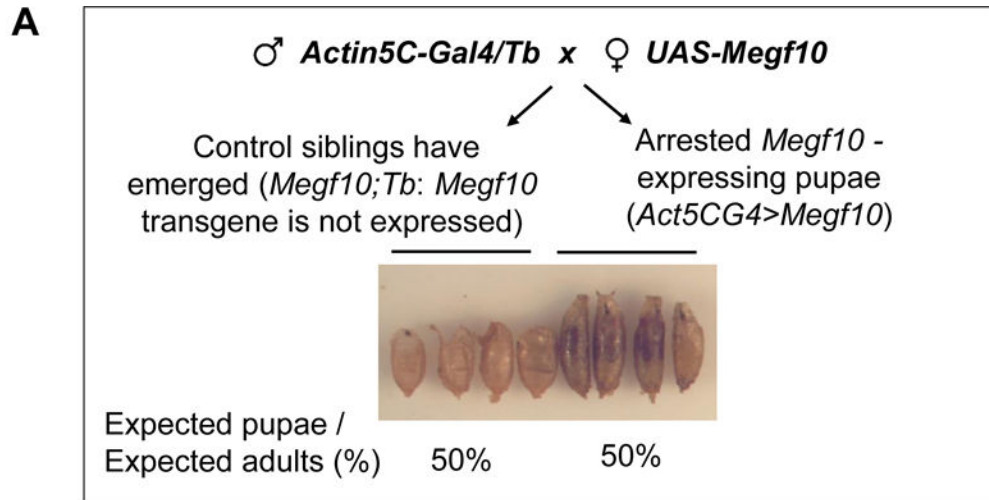 A
♂ Actin5C-Gal4/Tb x ♀ UAS-Megf10
Control siblings have
emerged (Megf10;Tb: Megf10
transgene is not expressed)
Arrested Megf10 -
expressing pupae
(Act5CG4>Megf10)
Expected pupae /
Expected adults (%) 50% 50%